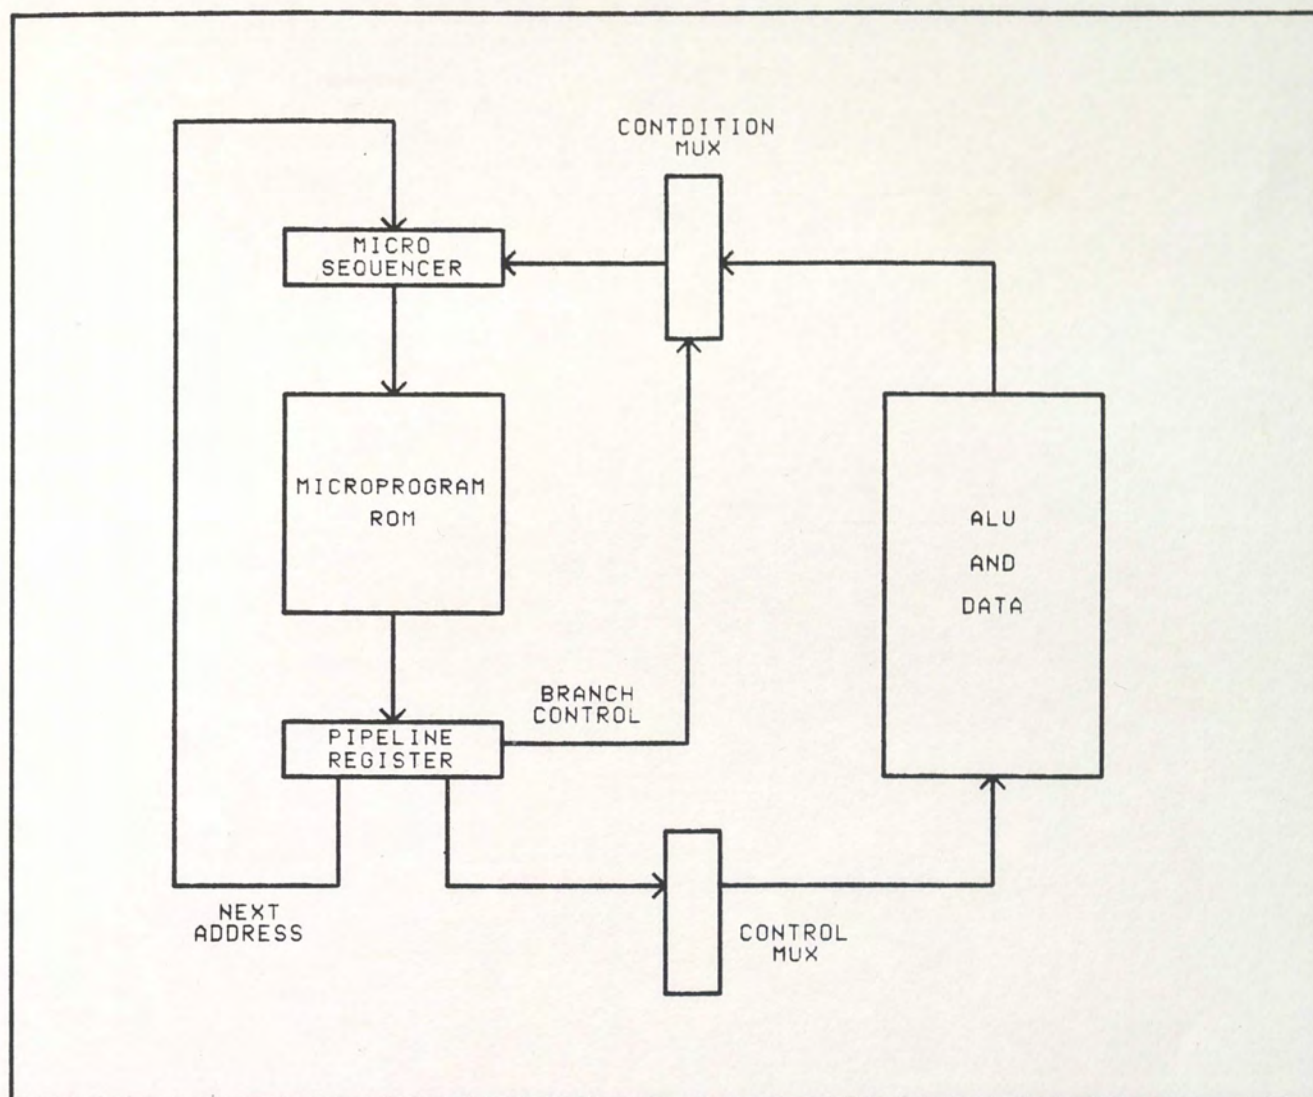 CONTDITION
MUX
MICRO
SEQUENCER
MICROPROGRAM
ROM
ALU
AND
DATA
BRANCH
CONTROL
PIPELINE
REGISTER
NEXT
ADDRESS
CONTROL
MUX